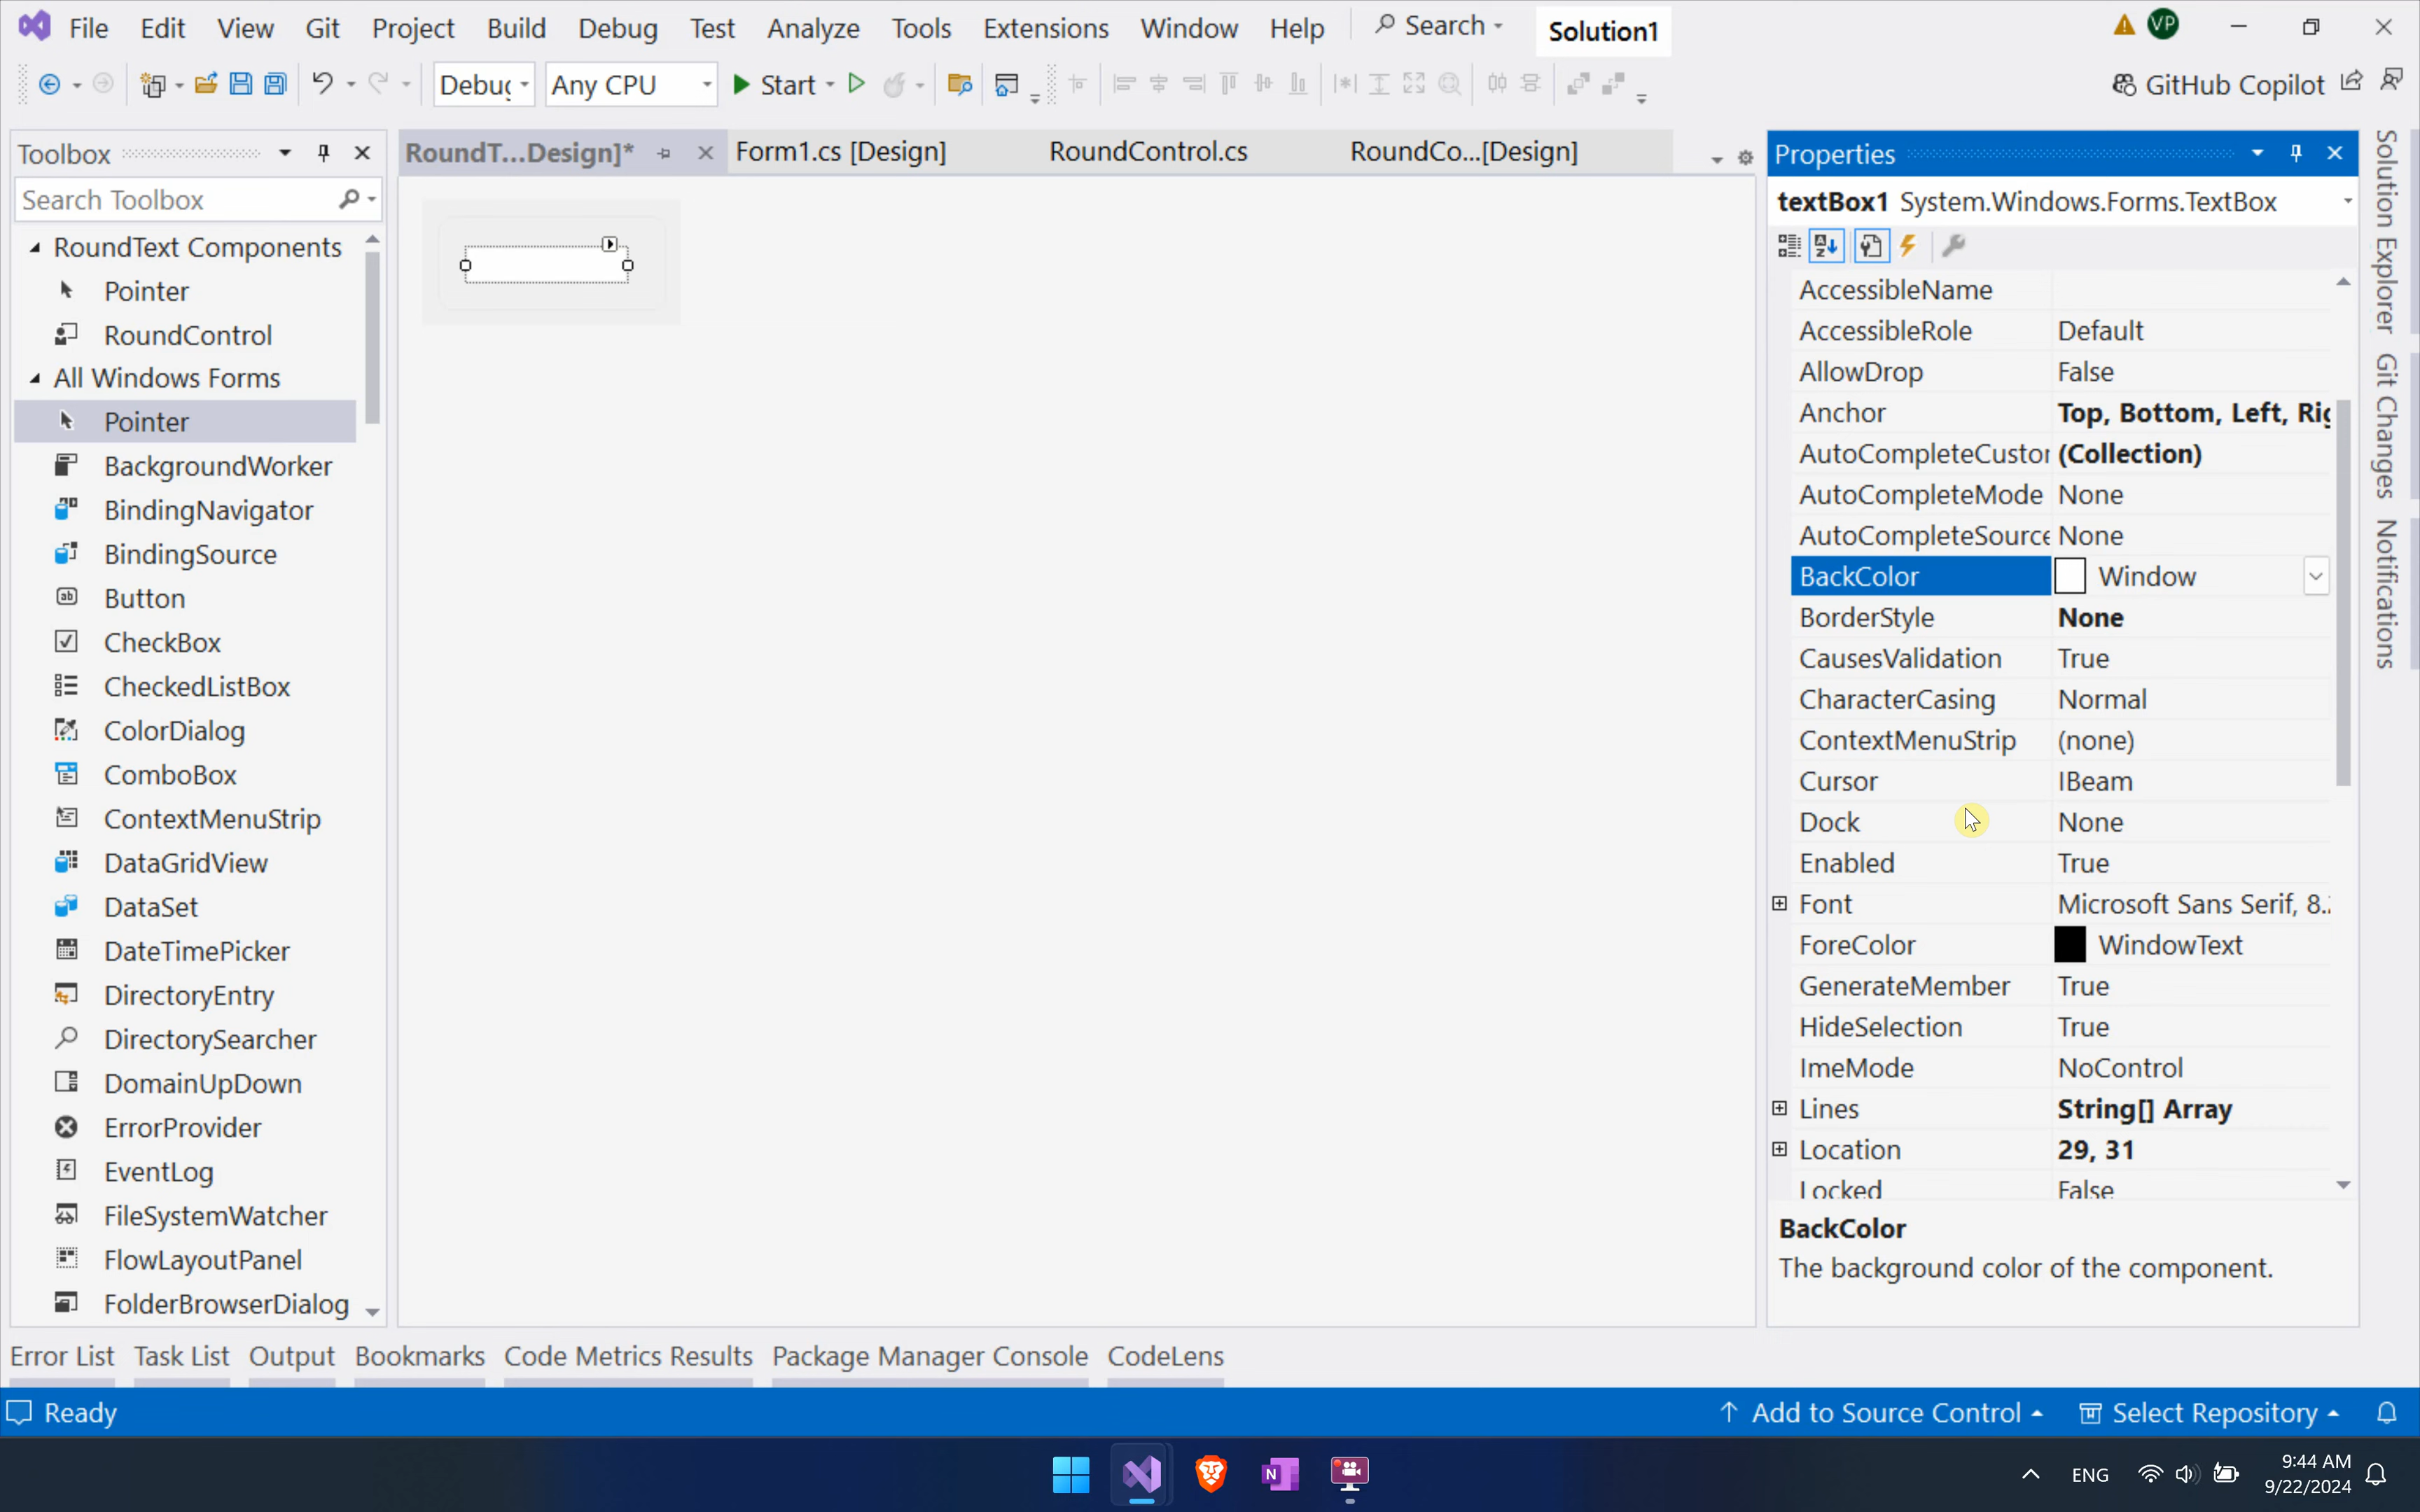 File Edit View Git Project Build Debug Test Analyze Tools Extensions Window Help Search Solution1 VP
Debug Any CPU Start GitHub Copilot
Toolbox
Search Toolbox
RoundText Components
Pointer
RoundControl
All Windows Forms
Pointer
BackgroundWorker
BindingNavigator
BindingSource
Button
CheckBox
CheckedListBox
ColorDialog
ComboBox
ContextMenuStrip
DataGridView
DataSet
DateTimePicker
DirectoryEntry
DirectorySearcher
DomainUpDown
ErrorProvider
EventLog
FileSystemWatcher
FlowLayoutPanel
FolderBrowserDialog
RoundT...Design]* Form1.cs [Design] RoundControl.cs RoundCo...[Design]
Properties
textBox1 System.Windows.Forms.TextBox
AccessibleName
AccessibleRole Default
AllowDrop False
Anchor Top, Bottom, Left, Rig
AutoCompleteCustor (Collection)
AutoCompleteMode None
AutoCompleteSource None
BackColor Window
BorderStyle None
CausesValidation True
CharacterCasing Normal
ContextMenuStrip (none)
Cursor IBeam
Dock None
Enabled True
Font Microsoft Sans Serif, 8.2
ForeColor WindowText
GenerateMember True
HideSelection True
ImeMode NoControl
Lines String[] Array
Location 29, 31
Locked False
BackColor
The background color of the component.
Solution Explorer
Git Changes
Notifications
Error List Task List Output Bookmarks Code Metrics Results Package Manager Console CodeLens
Ready Add to Source Control Select Repository
ENG 9:44 AM
9/22/2024